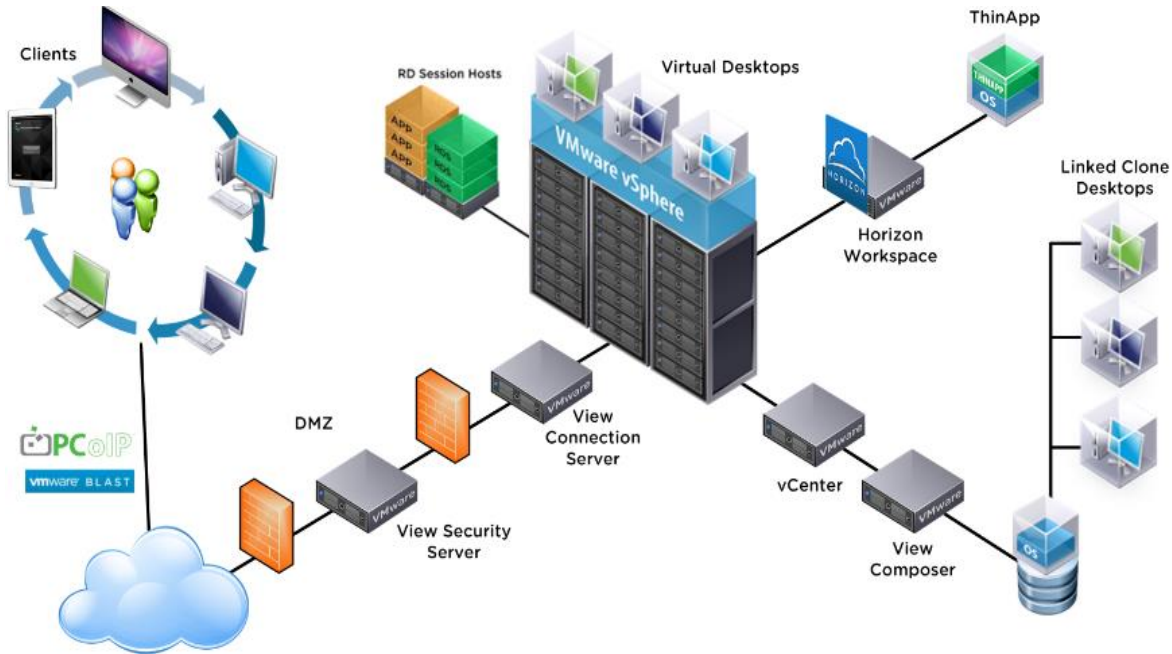 Clients
RD Session Hosts
APP
APP
APP
RDS
RDS
RDS
Virtual Desktops
VMware vSphere
ThinApp
THINAPP
OS
HORIZON
VMware
Horizon
Workspace
Linked Clone
Desktops
PCoIP
vmware BLAST
DMZ
VMware
View Security
Server
VMware
View
Connection
Server
VMware
vCenter
VMware
View
Composer
OS